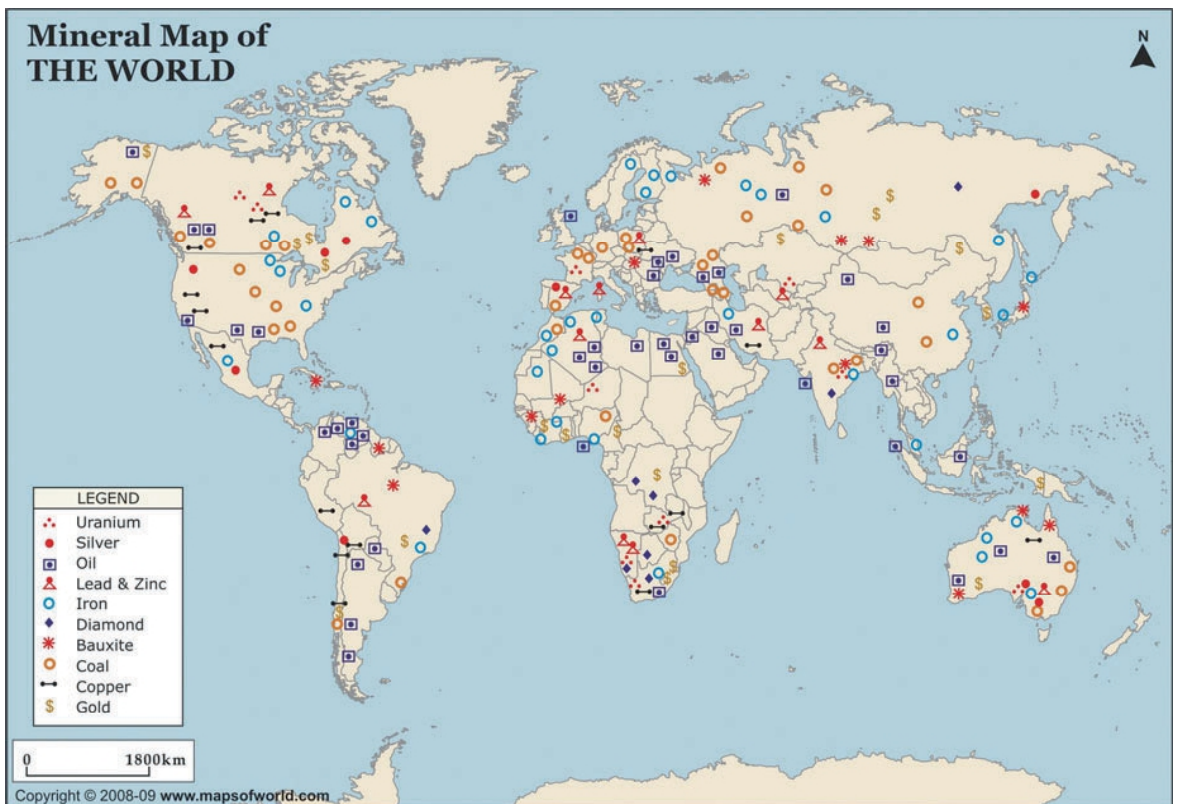 Mineral Map of
THE WORLD
N
LEGEND
Uranium
Silver
Oil
Lead & Zinc
Iron
Diamond
Bauxite
Coal
Copper
Gold
0 1800km
Copyright © 2008-09 www.mapsofworld.com